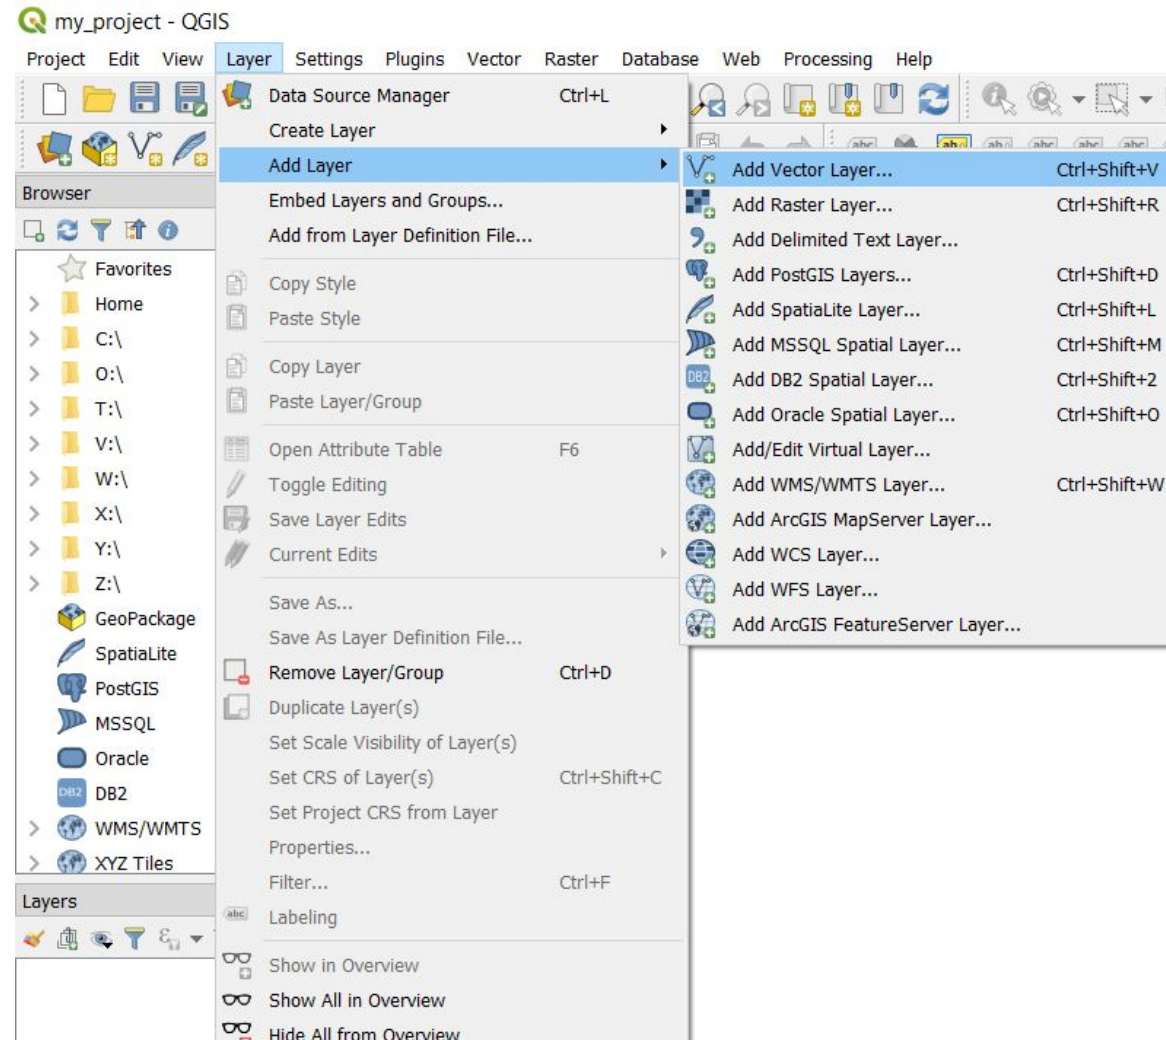 my_project - QGIS
Project Edit View Layer Settings Plugins Vector Raster Database Web Processing Help
Data Source Manager Ctrl+L
Create Layer
Add Layer
Embed Layers and Groups...
Add from Layer Definition File...
Copy Style
Paste Style
Copy Layer
Paste Layer/Group
Open Attribute Table F6
Toggle Editing
Save Layer Edits
Current Edits
Save As...
Save As Layer Definition File...
Remove Layer/Group Ctrl+D
Duplicate Layer(s)
Set Scale Visibility of Layer(s)
Set CRS of Layer(s) Ctrl+Shift+C
Set Project CRS from Layer
Properties...
Filter... Ctrl+F
abc Labeling
Show in Overview
Show All in Overview
Hide All from Overview
Add Vector Layer... Ctrl+Shift+V
Add Raster Layer... Ctrl+Shift+R
Add Delimited Text Layer...
Add PostGIS Layers... Ctrl+Shift+D
Add SpatiaLite Layer... Ctrl+Shift+L
Add MSSQL Spatial Layer... Ctrl+Shift+M
DB2 Add DB2 Spatial Layer... Ctrl+Shift+2
Add Oracle Spatial Layer... Ctrl+Shift+O
Add/Edit Virtual Layer...
Add WMS/WMTS Layer... Ctrl+Shift+W
Add ArcGIS MapServer Layer...
Add WCS Layer...
Add WFS Layer...
Add ArcGIS FeatureServer Layer...
Browser
Favorites
Home
C:\
O:\
T:\
V:\
W:\
X:\
Y:\
Z:\
GeoPackage
SpatiaLite
PostGIS
MSSQL
Oracle
DB2 DB2
WMS/WMTS
XYZ Tiles
Layers